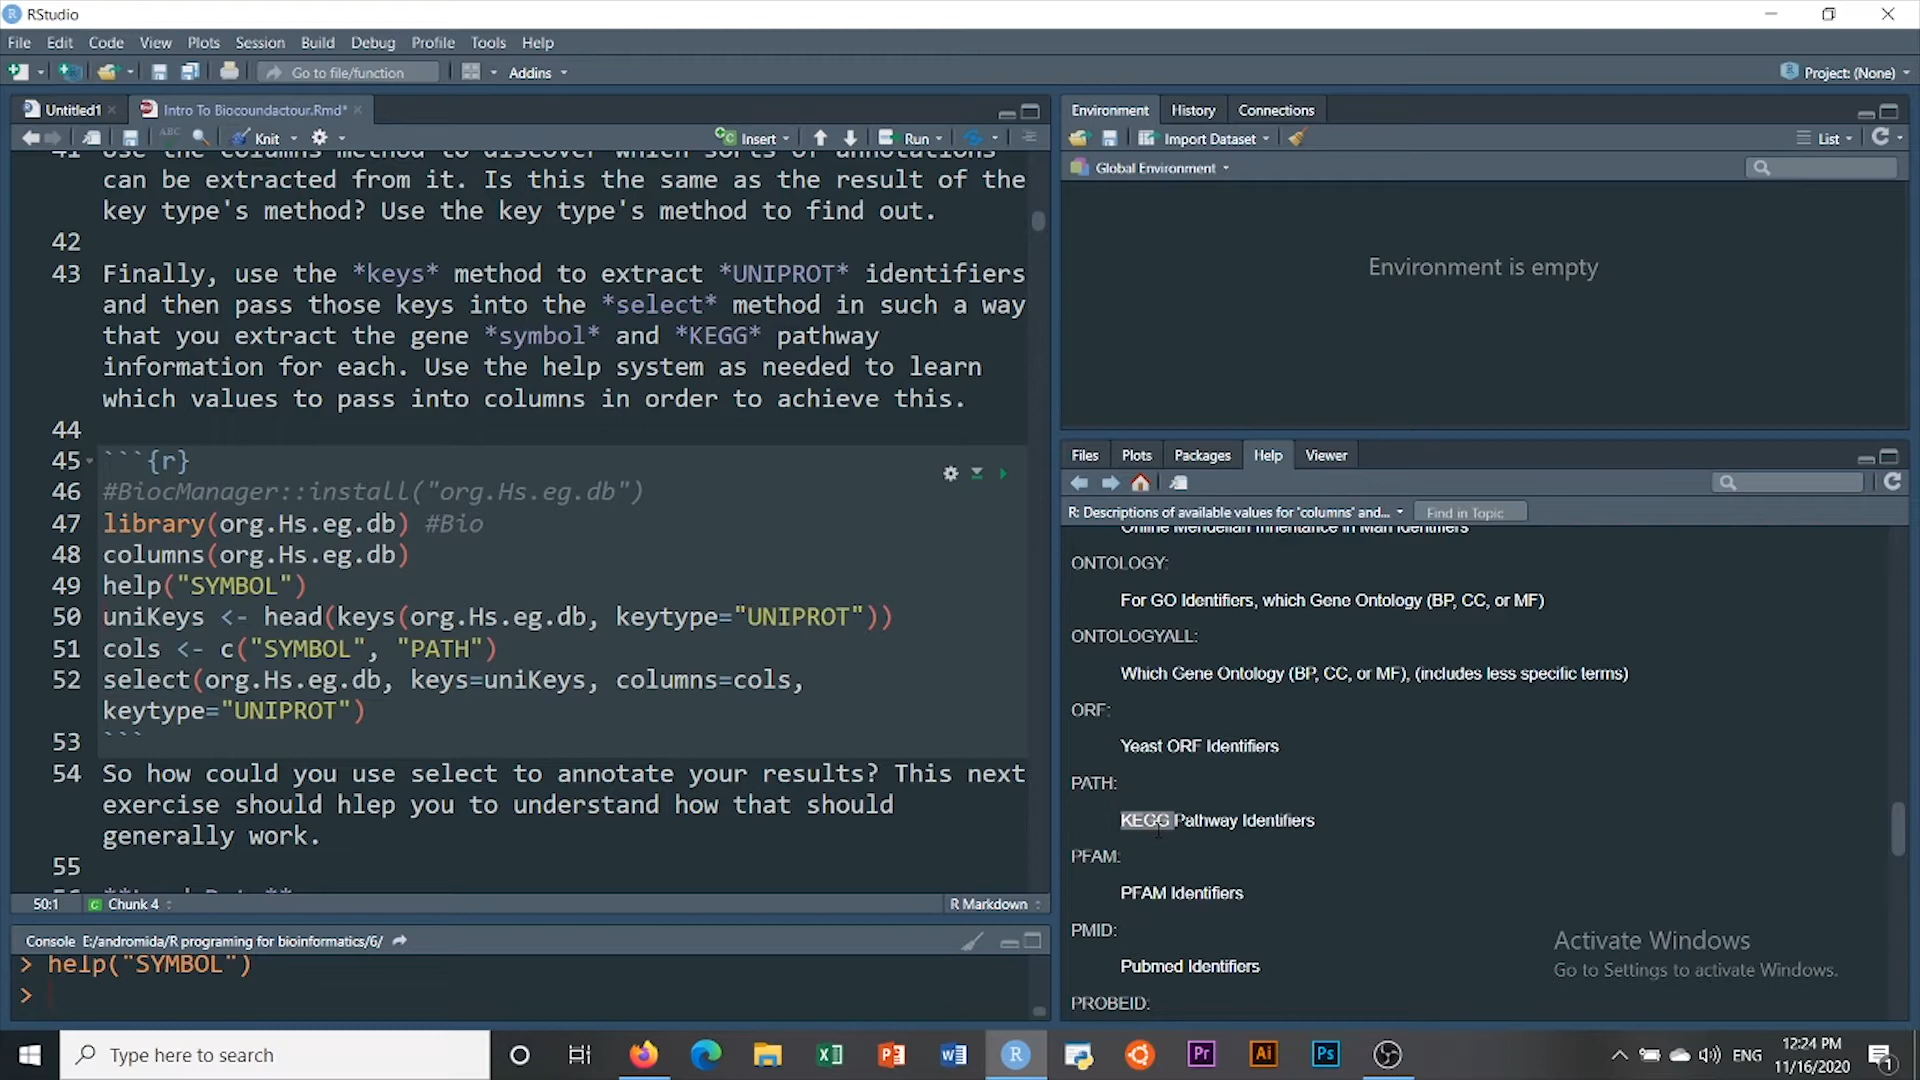 RStudio
File Edit Code View Plots Session Build Debug Profile Tools Help
Go to file/function Addins Project: (None)
Untitled1 Intro To Biocoundactour.Rmd*
ABC Knit Insert Run
41 Use the columns method to discover which sorts of annotations
can be extracted from it. Is this the same as the result of the
key type's method? Use the key type's method to find out.
42
43 Finally, use the *keys* method to extract *UNIPROT* identifiers
and then pass those keys into the *select* method in such a way
that you extract the gene *symbol* and *KEGG* pathway
information for each. Use the help system as needed to learn
which values to pass into columns in order to achieve this.
44
45 ```{r}
46 #BiocManager::install("org.Hs.eg.db")
47 library(org.Hs.eg.db) #Bio
48 columns(org.Hs.eg.db)
49 help("SYMBOL")
50 uniKeys <- head(keys(org.Hs.eg.db, keytype="UNIPROT"))
51 cols <- c("SYMBOL", "PATH")
52 select(org.Hs.eg.db, keys=uniKeys, columns=cols,
keytype="UNIPROT")
53 ```
54 So how could you use select to annotate your results? This next
exercise should hlep you to understand how that should
generally work.
55
50:1 Chunk 4 R Markdown
Console E:/andromida/R programing for bioinformatics/6/
> help("SYMBOL")
>
Environment History Connections
Import Dataset List
Global Environment
Environment is empty
Files Plots Packages Help Viewer
R: Descriptions of available values for 'columns' and... Find in Topic
Online Mendelian Inheritance in Man Identifiers
ONTOLOGY:
For GO Identifiers, which Gene Ontology (BP, CC, or MF)
ONTOLOGYALL:
Which Gene Ontology (BP, CC, or MF), (includes less specific terms)
ORF:
Yeast ORF Identifiers
PATH:
KEGG Pathway Identifiers
PFAM:
PFAM Identifiers
PMID:
Pubmed Identifiers
PROBEID:
Activate Windows
Go to Settings to activate Windows.
Type here to search
ENG 12:24 PM
11/16/2020